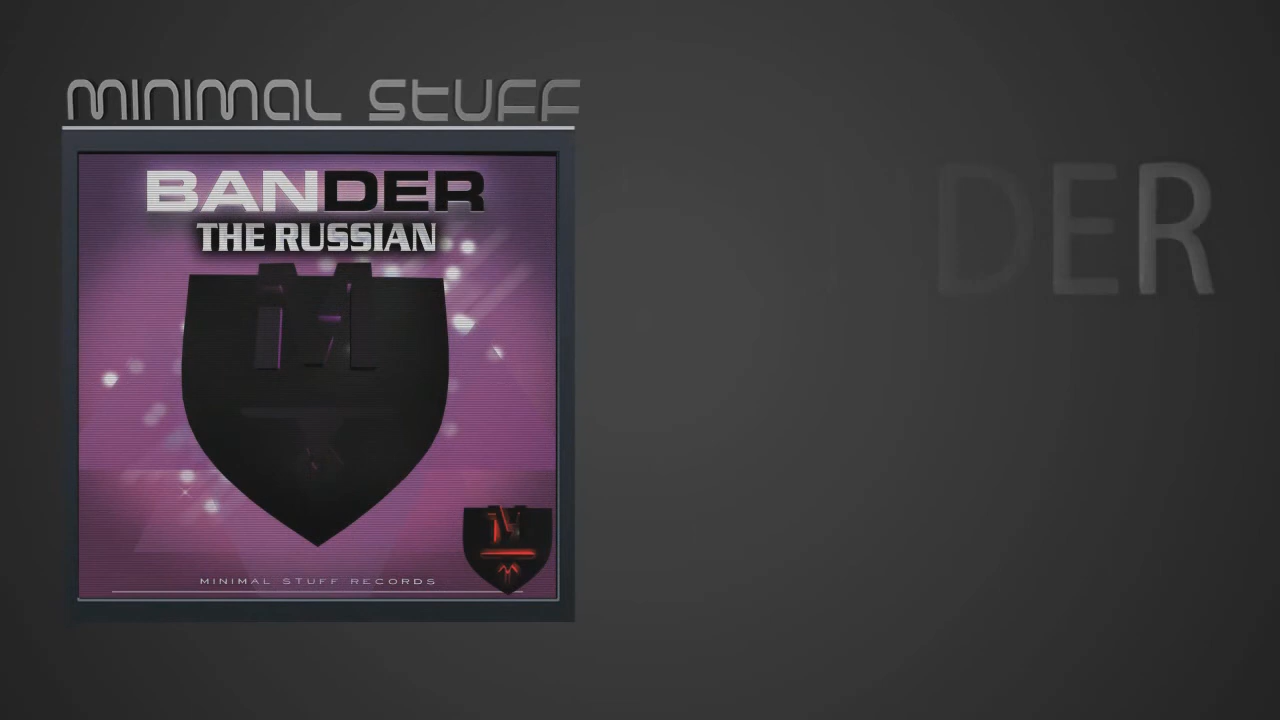 MINIMAL STUFF
BANDER
THE RUSSIAN
MINIMAL STUFF RECORDS
DER